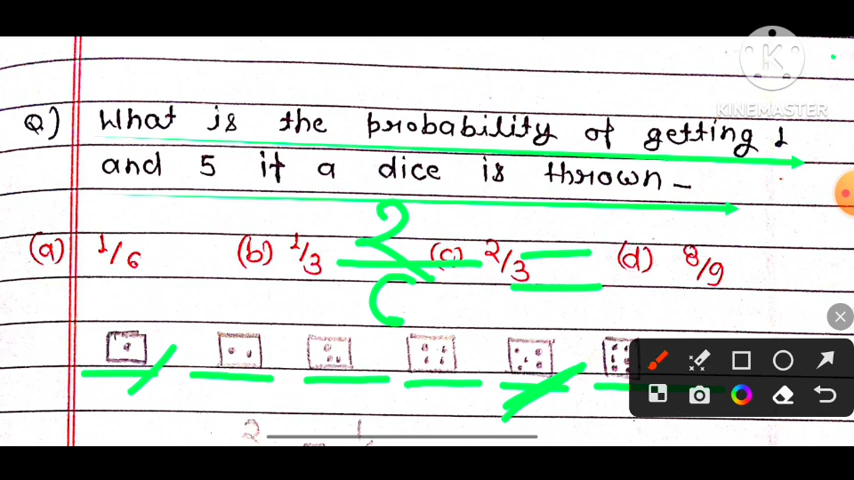 K
KINEMASTER
Q) What is the probability of getting 1
and 5 if a dice is thrown -
(a) 1/6 (b) 1/3 (c) 2/3 (d) 8/9
2